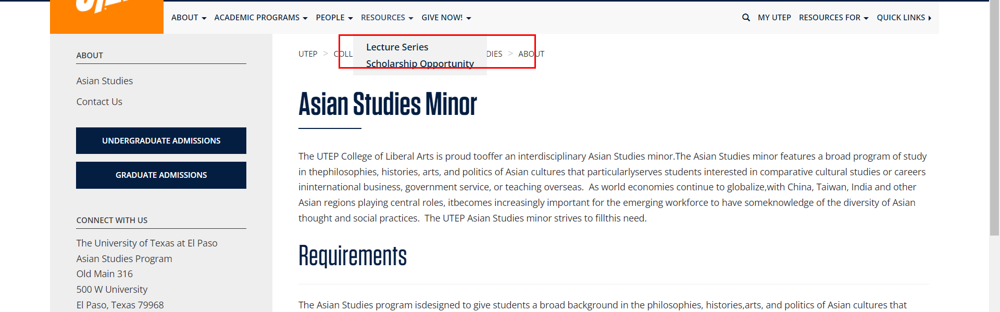 ABOUT ACADEMIC PROGRAMS PEOPLE RESOURCES GIVE NOW! MY UTEP RESOURCES FOR QUICK LINKS
Lecture Series
Scholarship Opportunity
UTEP > COLL DIES > ABOUT
ABOUT
Asian Studies
Contact Us
UNDERGRADUATE ADMISSIONS
GRADUATE ADMISSIONS
CONNECT WITH US
The University of Texas at El Paso
Asian Studies Program
Old Main 316
500 W University
El Paso, Texas 79968
Asian Studies Minor
The UTEP College of Liberal Arts is proud tooffer an interdisciplinary Asian Studies minor.The Asian Studies minor features a broad program of study
in thephilosophies, histories, arts, and politics of Asian cultures that particularlyserves students interested in comparative cultural studies or careers
ininternational business, government service, or teaching overseas.  As world economies continue to globalize,with China, Taiwan, India and other
Asian regions playing central roles, itbecomes increasingly important for the emerging workforce to have someknowledge of the diversity of Asian
thought and social practices.  The UTEP Asian Studies minor strives to fillthis need.
Requirements
The Asian Studies program isdesigned to give students a broad background in the philosophies, histories,arts, and politics of Asian cultures that